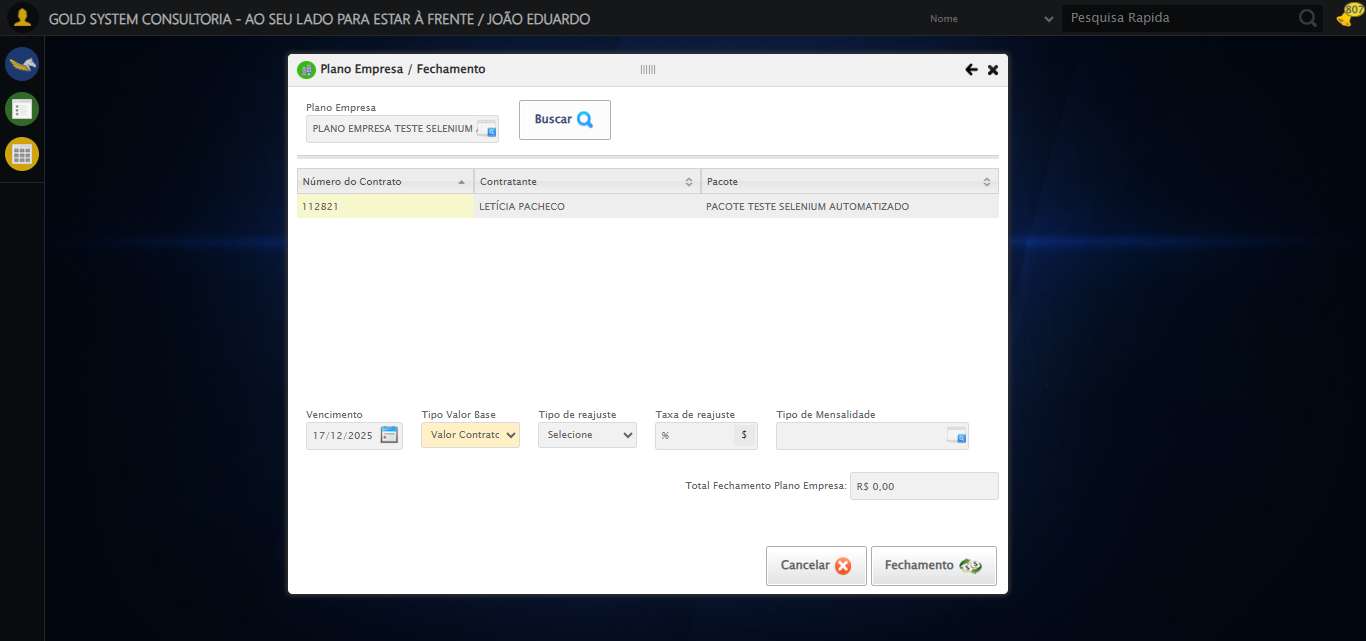 GOLD SYSTEM CONSULTORIA - AO SEU LADO PARA ESTAR À FRENTE / JOÃO EDUARDO
Nome
Pesquisa Rapida
807
Plano Empresa / Fechamento
Plano Empresa
PLANO EMPRESA TESTE SELENIUM
Buscar
Número do Contrato Contratante Pacote
112821 LETÍCIA PACHECO PACOTE TESTE SELENIUM AUTOMATIZADO
Vencimento Tipo Valor Base Tipo de reajuste Taxa de reajuste Tipo de Mensalidade
17/12/2025 Valor Contrato Selecione % $
Total Fechamento Plano Empresa: R$ 0,00
Cancelar Fechamento